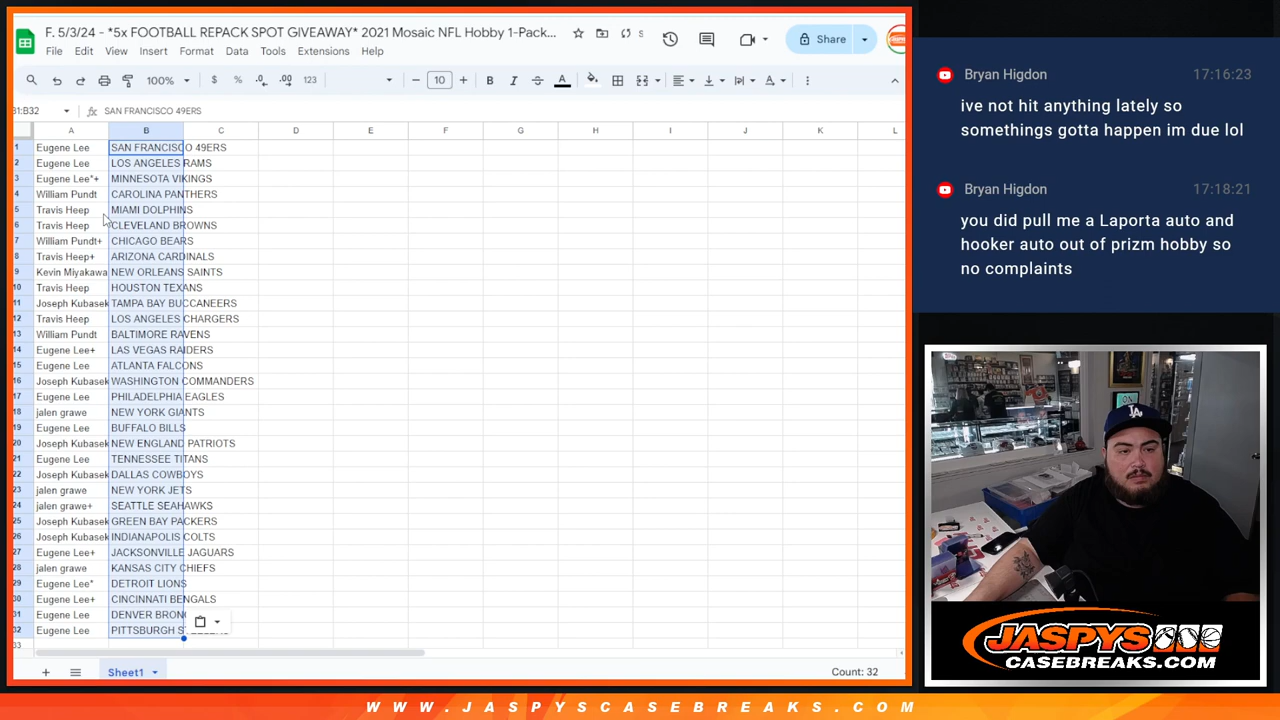 F. 5/3/24 - *5x FOOTBALL REPACK SPOT GIVEAWAY* 2021 Mosaic NFL Hobby 1-Pack...
File Edit View Insert Format Data Tools Extensions Help
Share
100% $ % .0 .00 123 10 B I A
B1:B32 fx SAN FRANCISCO 49ERS
A B C D E F G H I J K L
1 Eugene Lee SAN FRANCISCO 49ERS
2 Eugene Lee LOS ANGELES RAMS
3 Eugene Lee*+ MINNESOTA VIKINGS
4 William Pundt CAROLINA PANTHERS
5 Travis Heep MIAMI DOLPHINS
6 Travis Heep CLEVELAND BROWNS
7 William Pundt+ CHICAGO BEARS
8 Travis Heep+ ARIZONA CARDINALS
9 Kevin Miyakawa NEW ORLEANS SAINTS
10 Travis Heep HOUSTON TEXANS
11 Joseph Kubasek TAMPA BAY BUCCANEERS
12 Travis Heep LOS ANGELES CHARGERS
13 William Pundt BALTIMORE RAVENS
14 Eugene Lee+ LAS VEGAS RAIDERS
15 Eugene Lee ATLANTA FALCONS
16 Joseph Kubasek WASHINGTON COMMANDERS
17 Eugene Lee PHILADELPHIA EAGLES
18 jalen grawe NEW YORK GIANTS
19 Eugene Lee BUFFALO BILLS
20 Joseph Kubasek NEW ENGLAND PATRIOTS
21 Eugene Lee TENNESSEE TITANS
22 Joseph Kubasek DALLAS COWBOYS
23 jalen grawe NEW YORK JETS
24 jalen grawe+ SEATTLE SEAHAWKS
25 Joseph Kubasek GREEN BAY PACKERS
26 Joseph Kubasek INDIANAPOLIS COLTS
27 Eugene Lee+ JACKSONVILLE JAGUARS
28 jalen grawe KANSAS CITY CHIEFS
29 Eugene Lee* DETROIT LIONS
30 Eugene Lee+ CINCINNATI BENGALS
31 Eugene Lee DENVER BRON
32 Eugene Lee PITTSBURGH
33
Sheet1
Count: 32
Bryan Higdon 17:16:23
ive not hit anything lately so
somethings gotta happen im due lol
Bryan Higdon 17:18:21
you did pull me a Laporta auto and
hooker auto out of prizm hobby so
no complaints
ON
LA
JASPYS
CASEBREAKS.COM
WWW.JASPYSCASEBREAKS.COM